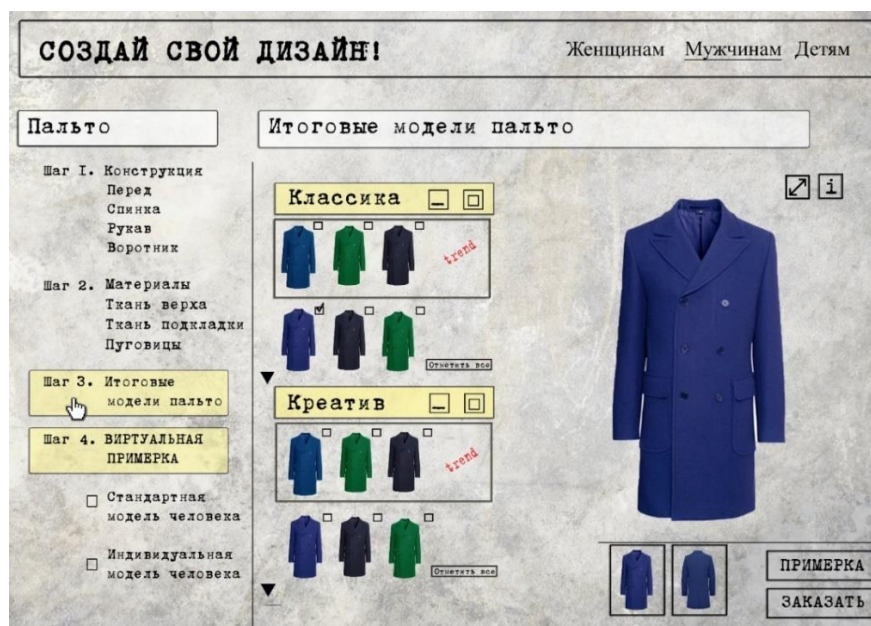 СОЗДАЙ СВОЙ ДИЗАЙН!
Женщинам Мужчинам Детям
Пальто
Итоговые модели пальто
Шаг I. Конструкция
Перед
Спинка
Рукав
Воротник
Шаг 2. Материалы
Ткань верха
Ткань подкладки
Пуговицы
Шаг 3. Итоговые
модели пальто
Шаг 4. ВИРТУАЛЬНАЯ
ПРИМЕРКА
Стандартная
модель человека
Индивидуальная
модель человека
Классика
trend
Отметить все
Креатив
trend
Отметить все
i
ПРИМЕРКА
ЗАКАЗАТЬ